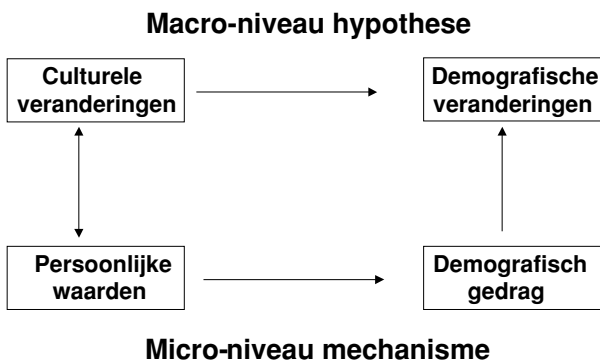 Macro-niveau hypothese
Culturele
veranderingen
Demografische
veranderingen
Persoonlijke
waarden
Demografisch
gedrag
Micro-niveau mechanisme